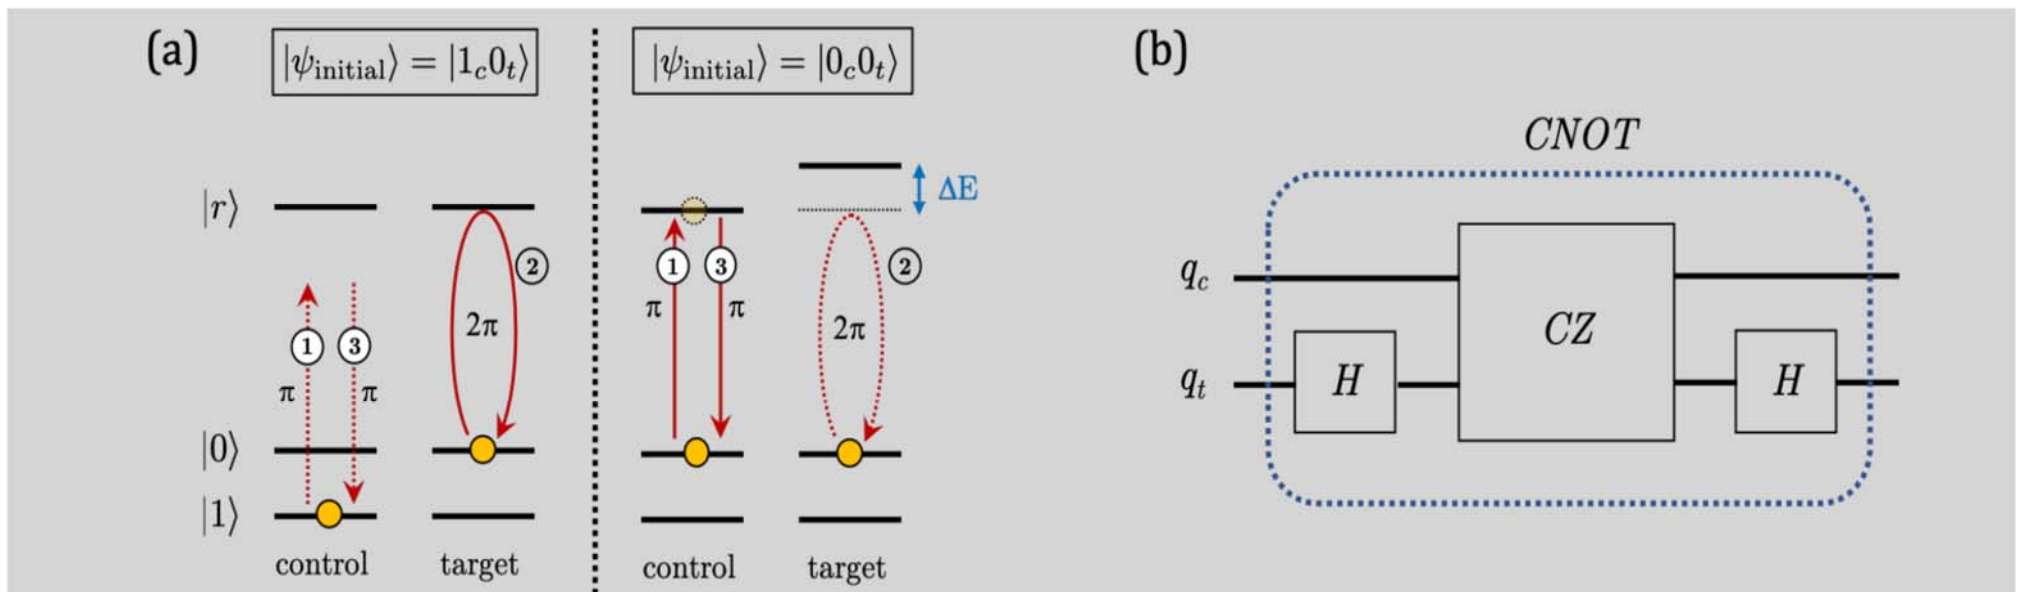 (a)
|ψinitial⟩ = |1c0t⟩
|ψinitial⟩ = |0c0t⟩
|r⟩
|0⟩
|1⟩
1
3
π
π
2
2π
control
target
1
3
π
π
ΔE
2
2π
control
target
(b)
CNOT
qc
qt
H
CZ
H